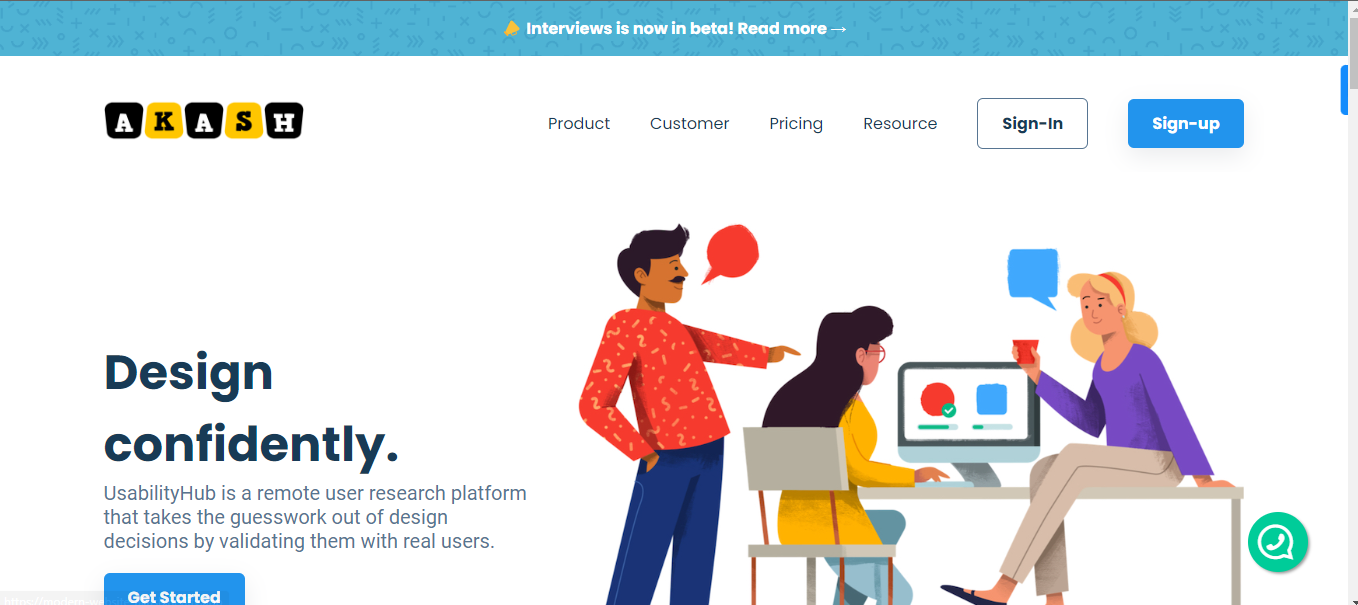 Interviews is now in beta! Read more →
AKASH
Product Customer Pricing Resource Sign-In Sign-up
Design
confidently.
UsabilityHub is a remote user research platform
that takes the guesswork out of design
decisions by validating them with real users.
Get Started